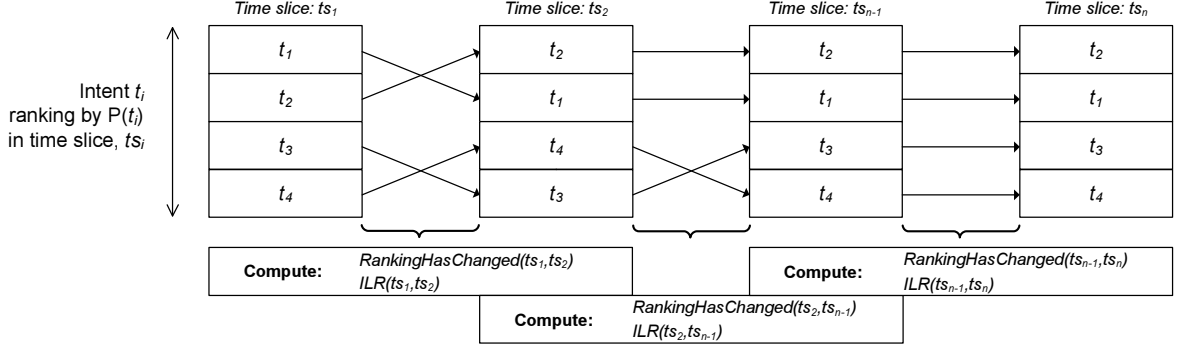 Time slice: ts1
Time slice: ts2
Time slice: tsn-1
Time slice: tsn
Intent ti
ranking by P(ti)
in time slice, tsi
t1
t2
t2
t2
t2
t1
t1
t1
t3
t4
t3
t3
t4
t3
t4
t4
Compute:
RankingHasChanged(ts1,ts2)
ILR(ts1,ts2)
Compute:
RankingHasChanged(tsn-1,tsn)
ILR(tsn-1,tsn)
Compute:
RankingHasChanged(ts2,tsn-1)
ILR(ts2,tsn-1)